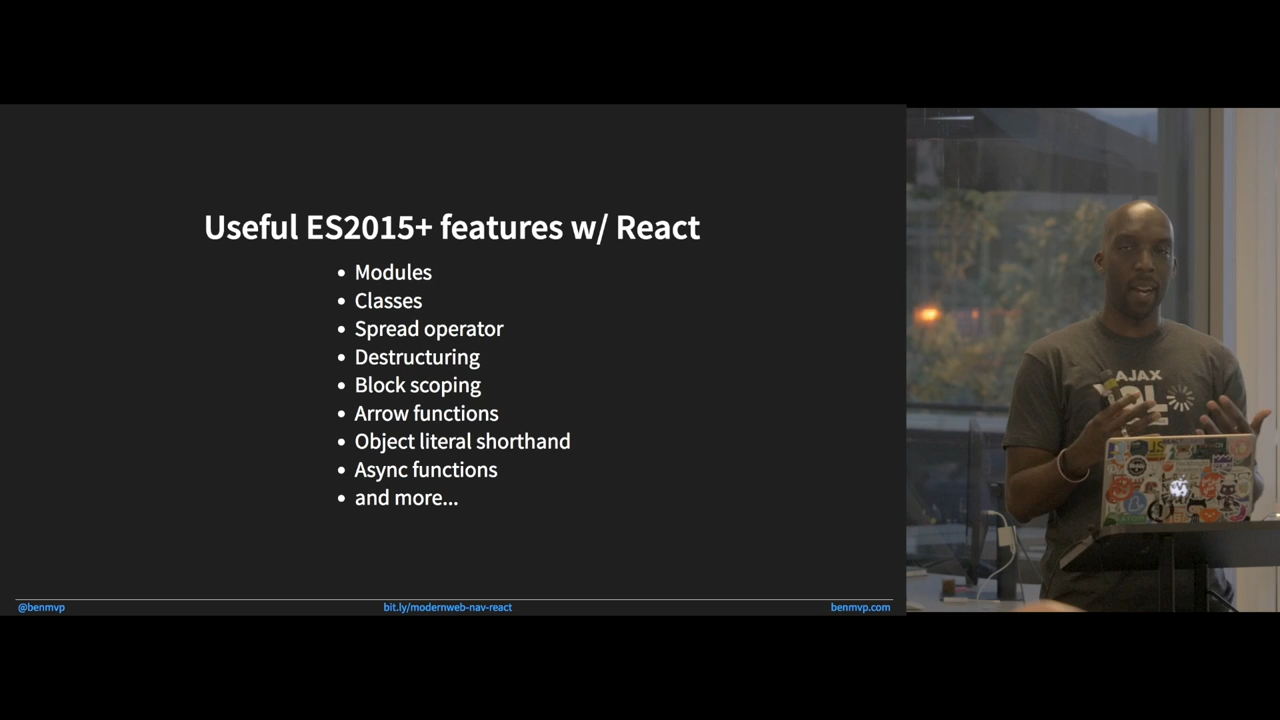 Useful ES2015+ features w/ React
Modules
Classes
Spread operator
Destructuring
Block scoping
Arrow functions
Object literal shorthand
Async functions
and more...
@benmvp
bit.ly/modernweb-nav-react
benmvp.com
AJAX
JS